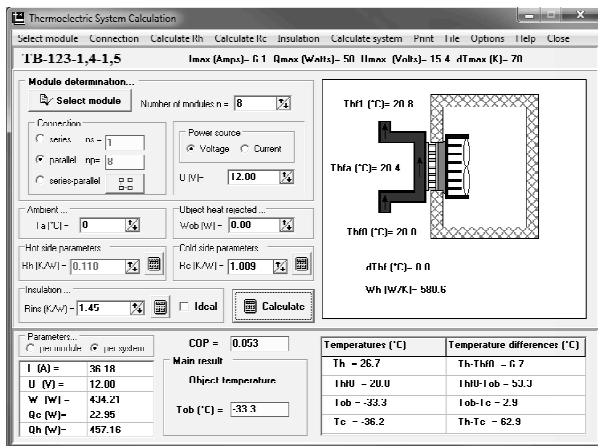 Thermoelectric System Calculation
Select module Connection Calculate Rh Calculate Rc Insulation Calculate system Print File Options Help Close
TB-123-1,4-1,5 Imax (Amps)= 6.1 Qmax (Watts)= 50 Umax (Volts)= 15.4 dTmax (K)= 70
Module determination...
Select module
Number of modules n = 8
Connection
series ns = 1
parallel np= 8
series-parallel
Power source
Voltage Current
U (V)= 12.00
Ambient ...
Ta (°C) = 0
Object heat rejected ...
Wob (W)= 0.00
Hot side parameters
Rh (K/W) = 0.110
Cold side parameters
Rc (K/W)= 1.009
Insulation ...
Rins (K/W) = 1.45
Ideal
Calculate
Thf1 (°C)= 20.8
Thfa (°C)= 20.4
Thf0 (°C)= 20.0
dThf (°C)= 0.8
Wh (W/K)= 580.6
Parameters...
per module per system
I (A) = 36.18
U (V) = 12.00
W (W) = 434.21
Qc (W)= 22.95
Qh (W)= 457.16
COP = 0.053
Main result
Object temperature
Tob (°C) = -33.3
Temperatures (°C) Temperature differences (°C)
Th = 26.7 Th-Thf0 = 6.7
Thf0 = 20.0 Thf0-Tob = 53.3
Tob = -33.3 Tob-Tc = 2.9
Tc = -36.2 Th-Tc = 62.9